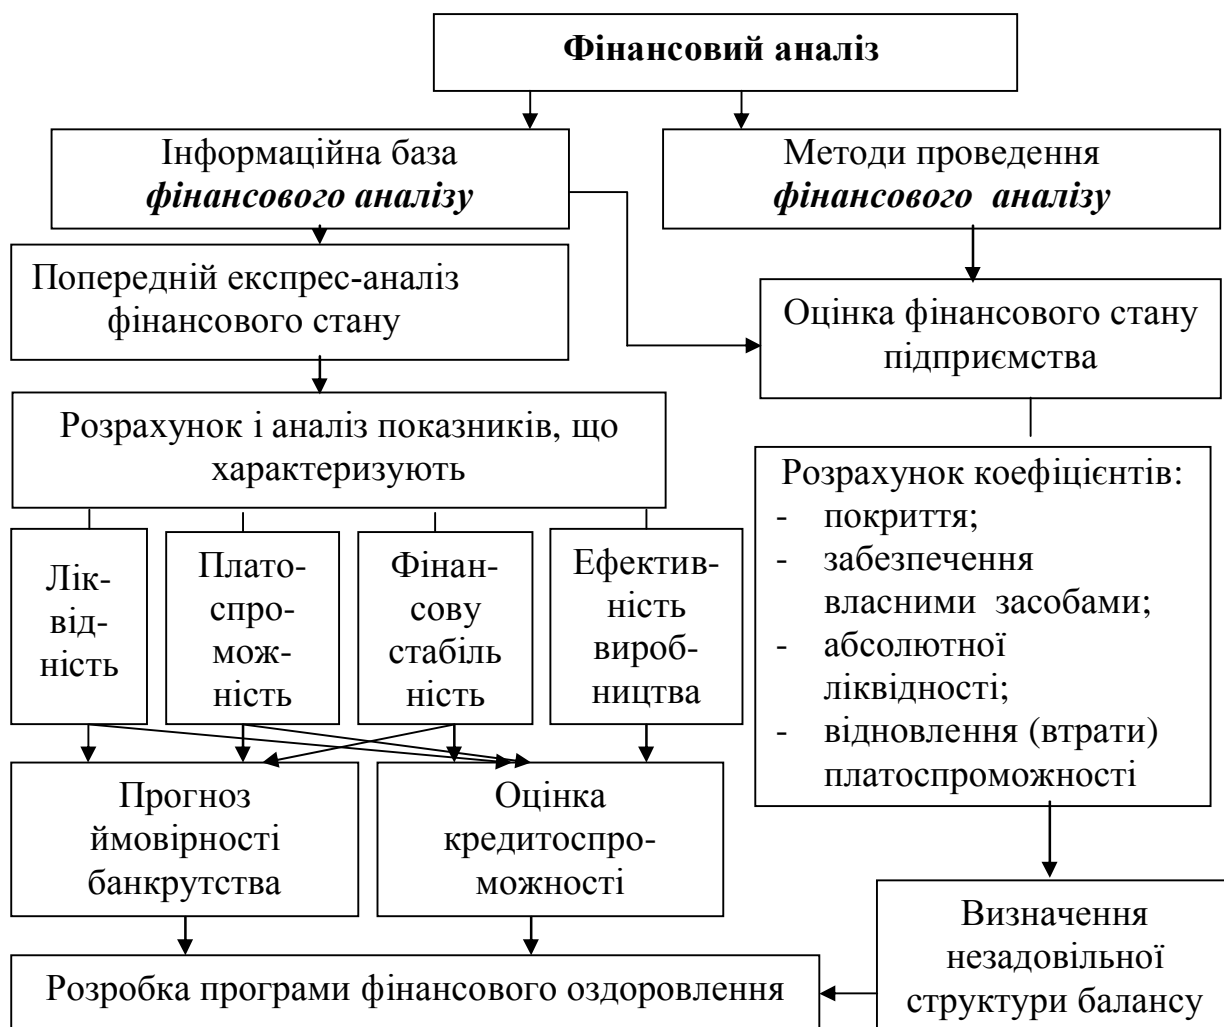 Фінансовий аналіз
Інформаційна база
фінансового аналізу
Методи проведення
фінансового аналізу
Попередній експрес-аналіз
фінансового стану
Оцінка фінансового стану
підприємства
Розрахунок і аналіз показників, що
характеризують
Лік-
від-
ність
Плато-
спро-
мож-
ність
Фінан-
сову
стабіль
ність
Ефектив-
ність
вироб-
ництва
Розрахунок коефіцієнтів:
- покриття;
- забезпечення
власними засобами;
- абсолютної
ліквідності;
- відновлення (втрати)
платоспроможності
Прогноз
ймовірності
банкрутства
Оцінка
кредитоспро-
можності
Визначення
незадовільної
структури балансу
Розробка програми фінансового оздоровлення